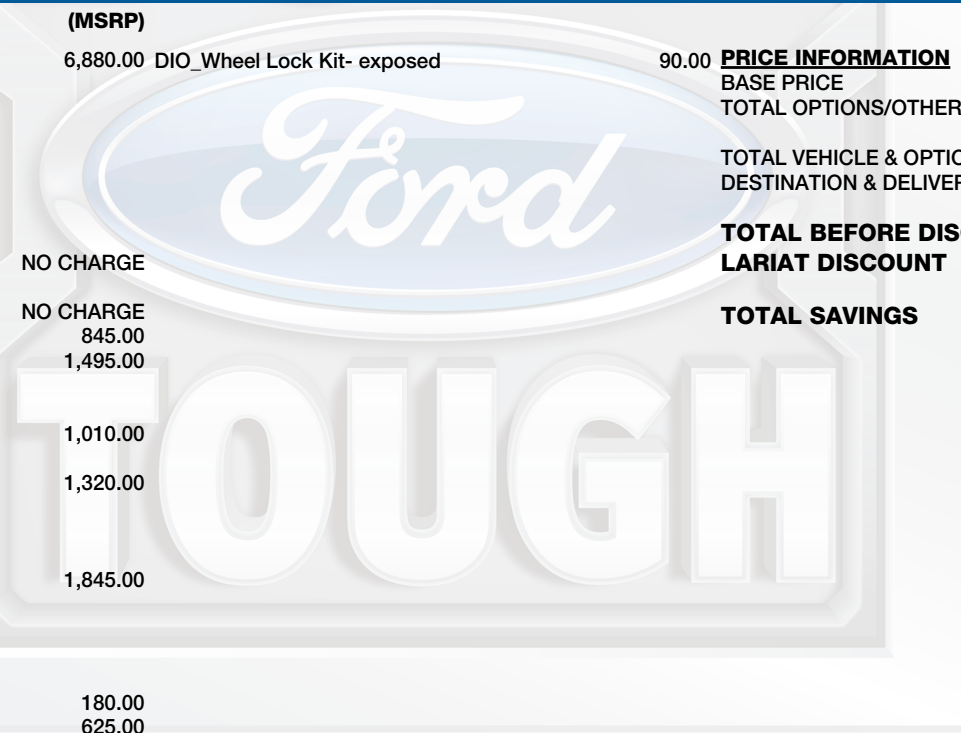 (MSRP)
6,880.00 DIO_Wheel Lock Kit- exposed 90.00 PRICE INFORMATION
BASE PRICE
TOTAL OPTIONS/OTHER
TOTAL VEHICLE & OPTIO
DESTINATION & DELIVER
TOTAL BEFORE DISC
NO CHARGE LARIAT DISCOUNT
NO CHARGE TOTAL SAVINGS
845.00
1,495.00
1,010.00
1,320.00
1,845.00
180.00
625.00
Ford
TOUGH